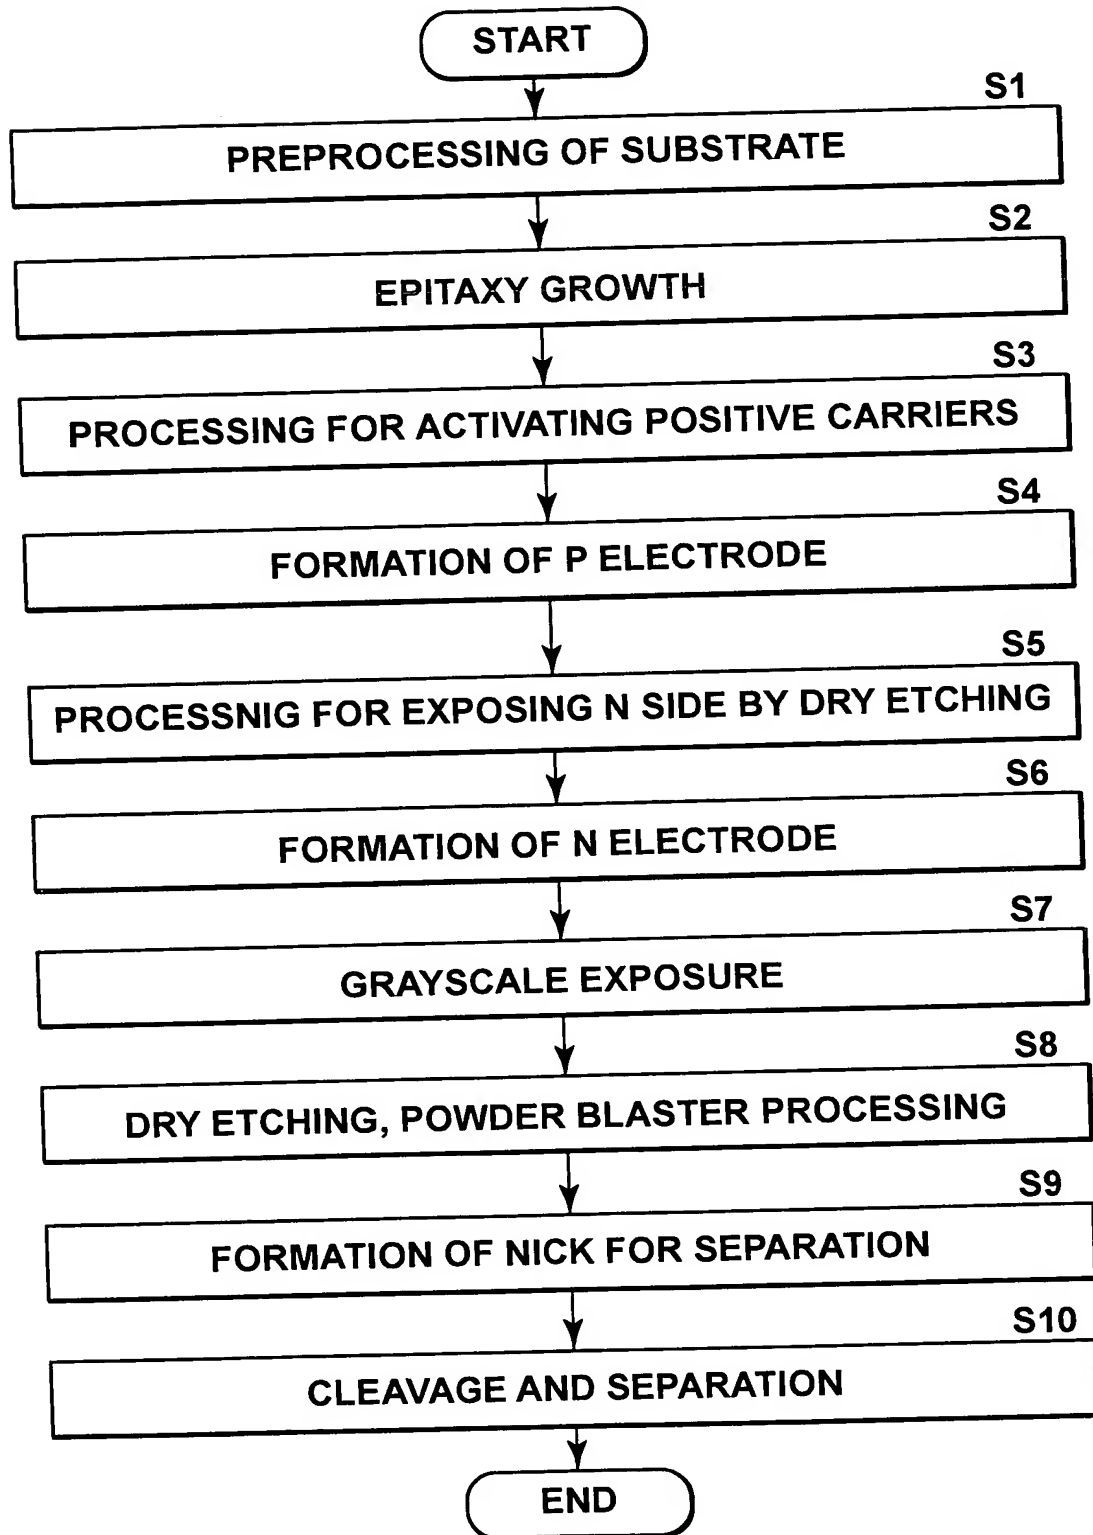 START
S1
PREPROCESSING OF SUBSTRATE
S2
EPITAXY GROWTH
S3
PROCESSING FOR ACTIVATING POSITIVE CARRIERS
S4
FORMATION OF P ELECTRODE
S5
PROCESSNIG FOR EXPOSING N SIDE BY DRY ETCHING
S6
FORMATION OF N ELECTRODE
S7
GRAYSCALE EXPOSURE
S8
DRY ETCHING, POWDER BLASTER PROCESSING
S9
FORMATION OF NICK FOR SEPARATION
S10
CLEAVAGE AND SEPARATION
END